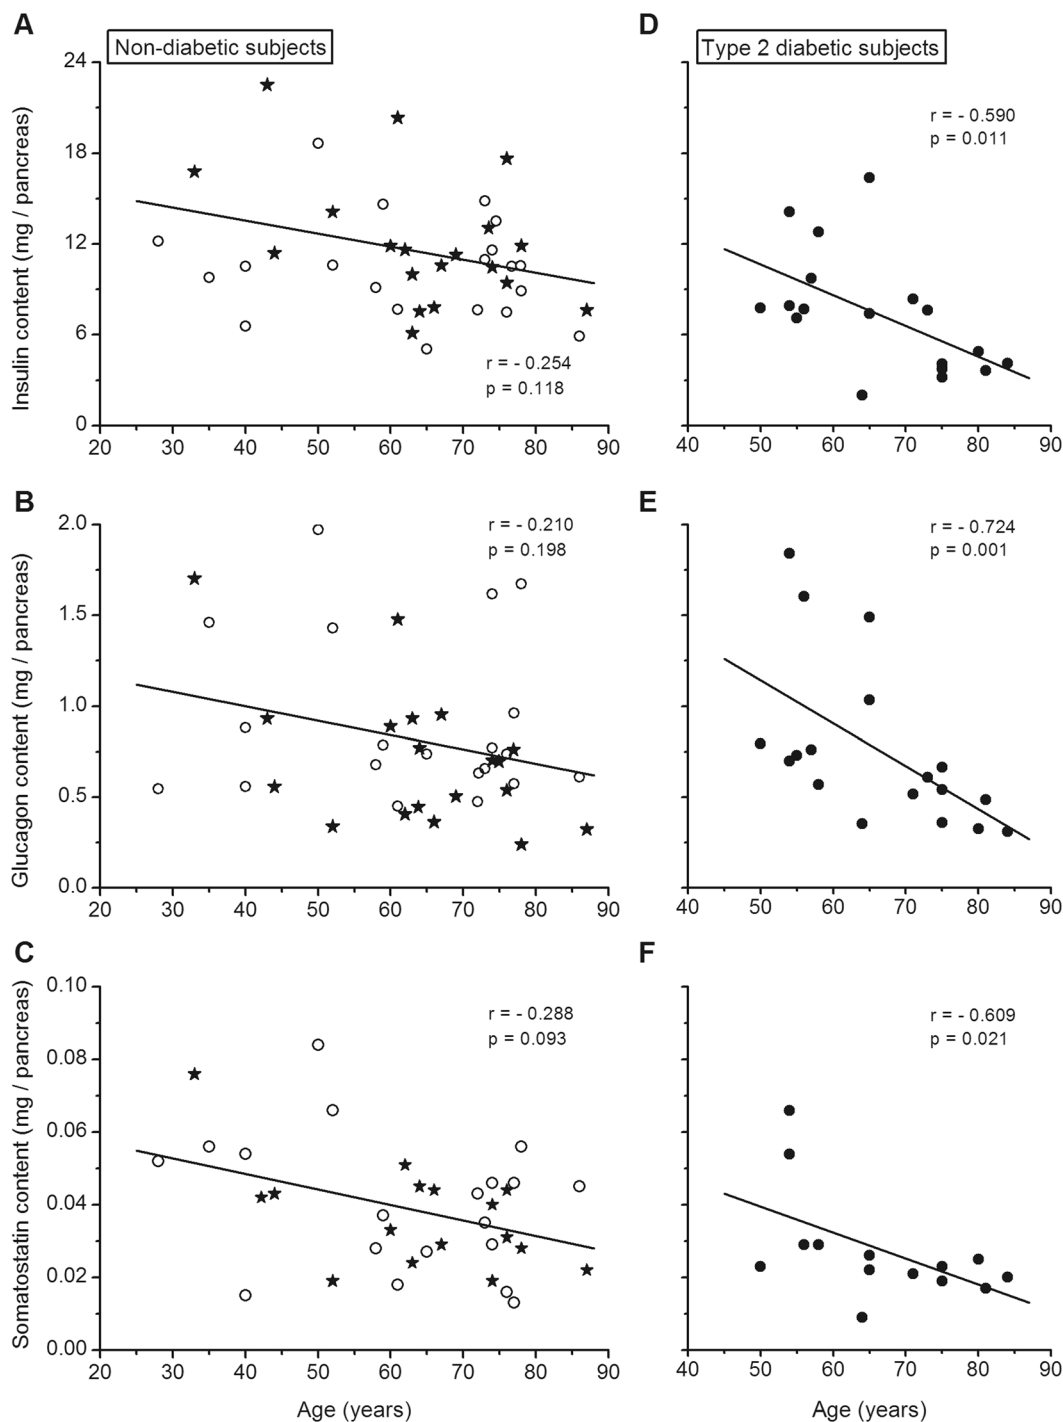 A
Non-diabetic subjects
D
Type 2 diabetic subjects
Insulin content (mg / pancreas)
24
18
12
6
0
r = - 0.254
p = 0.118
20 30 40 50 60 70 80 90
r = - 0.590
p = 0.011
40 50 60 70 80 90
B
E
Glucagon content (mg / pancreas)
2.0
1.5
1.0
0.5
0.0
r = - 0.210
p = 0.198
20 30 40 50 60 70 80 90
r = - 0.724
p = 0.001
40 50 60 70 80 90
C
F
Somatostatin content (mg / pancreas)
0.10
0.08
0.06
0.04
0.02
0.00
r = - 0.288
p = 0.093
20 30 40 50 60 70 80 90
Age (years)
r = - 0.609
p = 0.021
40 50 60 70 80 90
Age (years)